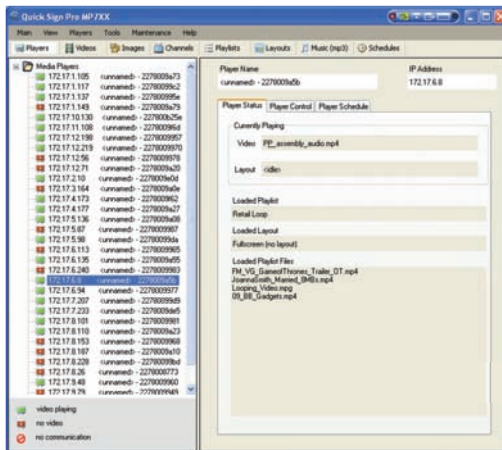 Quick Sign Pro MP7XX
Main View Players Tools Maintenance Help
Players Videos Images Channels Playlists Layouts Music (mp3) Schedules
Media Players
172.17.1.105 <unnamed> - 2278009a73
172.17.1.117 <unnamed> - 22780099c2
172.17.1.137 <unnamed> - 227800995e
172.17.1.149 <unnamed> - 2278009a79
172.17.10.130 <unnamed> - 227800b25e
172.17.11.108 <unnamed> - 22780096d
172.17.12.198 <unnamed> - 2278009957
172.17.12.219 <unnamed> - 2278009970
172.17.12.56 <unnamed> - 2278009978
172.17.12.71 <unnamed> - 2278009a20
172.17.2.10 <unnamed> - 2278009e0d
172.17.3.164 <unnamed> - 2278009a0e
172.17.4.173 <unnamed> - 2278009962
172.17.4.177 <unnamed> - 2278009a27
172.17.5.136 <unnamed> - 2278009a08
172.17.5.87 <unnamed> - 2278009987
172.17.5.98 <unnamed> - 22780099da
172.17.6.113 <unnamed> - 2278009965
172.17.6.135 <unnamed> - 2278009a55
172.17.6.240 <unnamed> - 2278009983
172.17.6.8 <unnamed> - 2278009a5b
172.17.6.94 <unnamed> - 2278009977
172.17.7.207 <unnamed> - 22780099d9
172.17.7.233 <unnamed> - 2278009de5
172.17.8.101 <unnamed> - 2278009981
172.17.8.110 <unnamed> - 2278009a23
172.17.8.153 <unnamed> - 2278009968
172.17.8.187 <unnamed> - 2278009a10
172.17.8.228 <unnamed> - 22780099bd
172.17.8.26 <unnamed> - 2278008773
172.17.9.48 <unnamed> - 2278009960
172.17.9.79 <unnamed> - 2278009949
video playing
no video
no communication
Player Name IP Address
<unnamed> - 2278009a5b 172.17.6.8
Player Status Player Control Player Schedule
Currently Playing
Video PP_assembly_audio.mp4
Layout <idle>
Loaded Playlist
Retail Loop
Loaded Layout
Fullscreen (no layout)
Loaded Playlist Files
FM_VG_GameofThrones_Trailer_OT.mp4
JoannaSmith_Married_8MBs.mp4
Looping_Video.mpg
09_BB_Gadgets.mp4